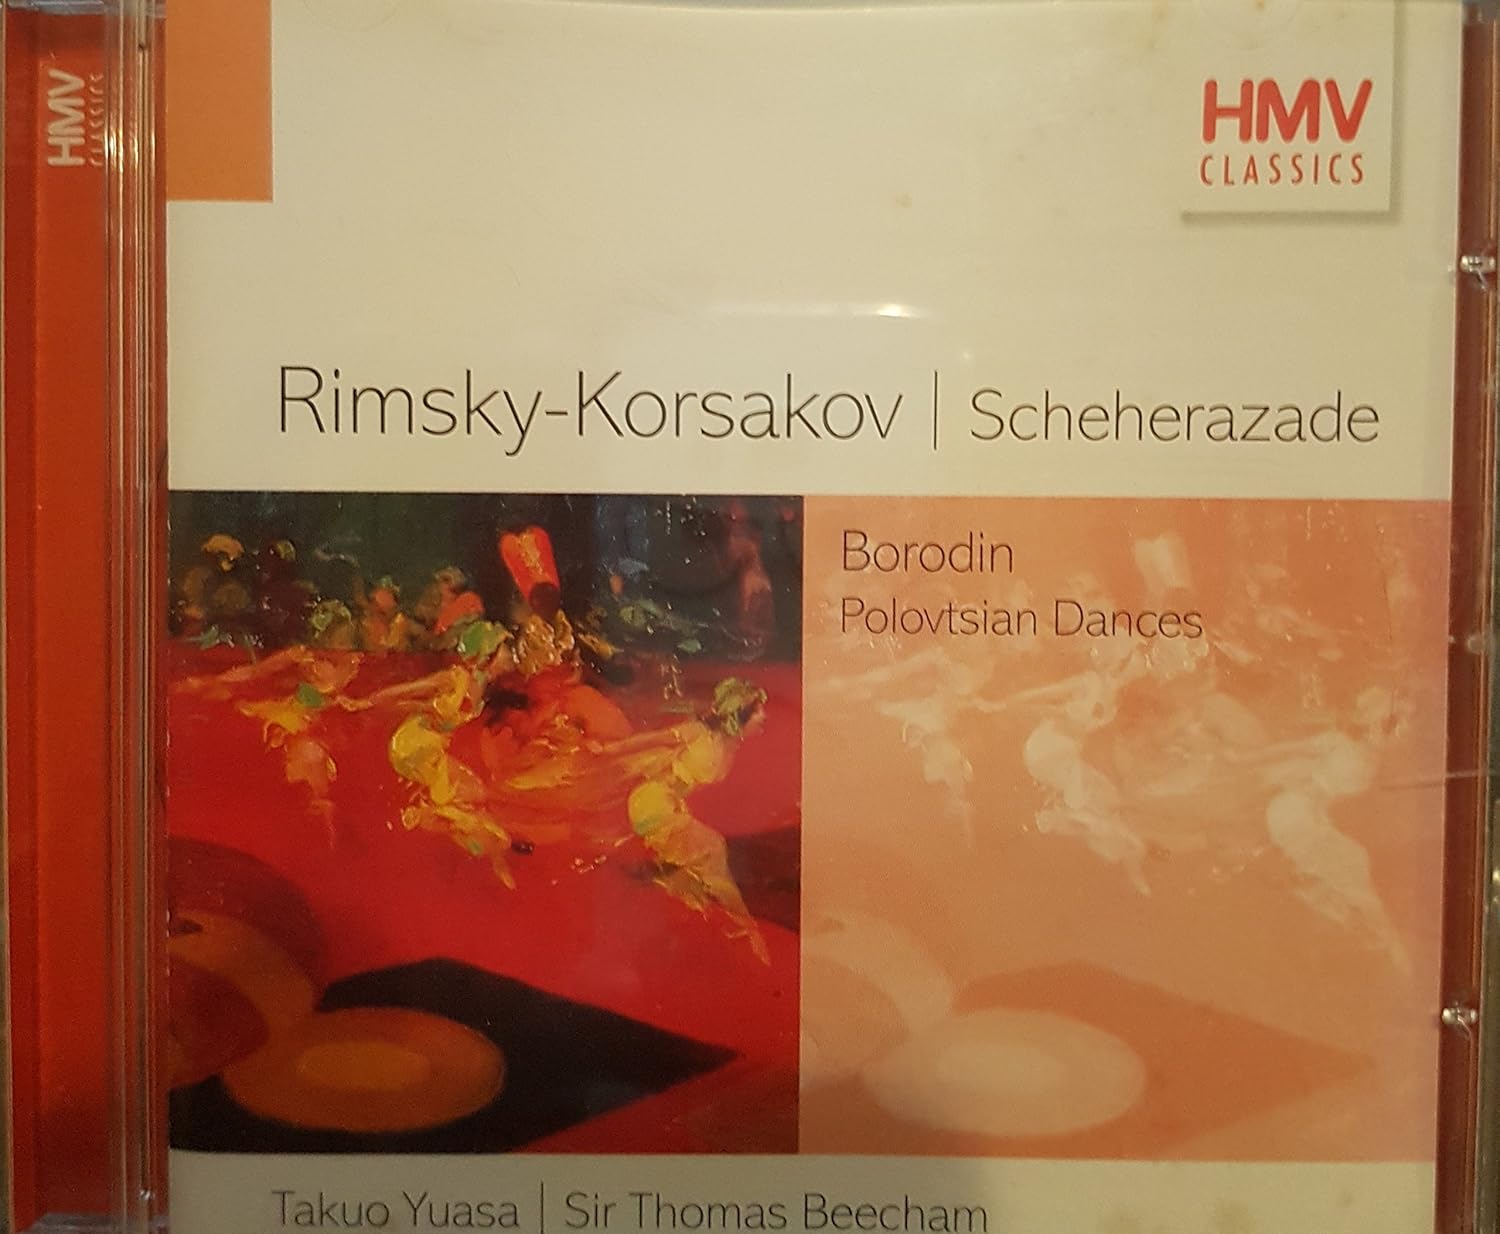 HMV
CLASSICS
HMV
CLASSICS
Rimsky-Korsakov | Scheherazade
Borodin
Polovtsian Dances
Takuo Yuasa | Sir Thomas Beecham